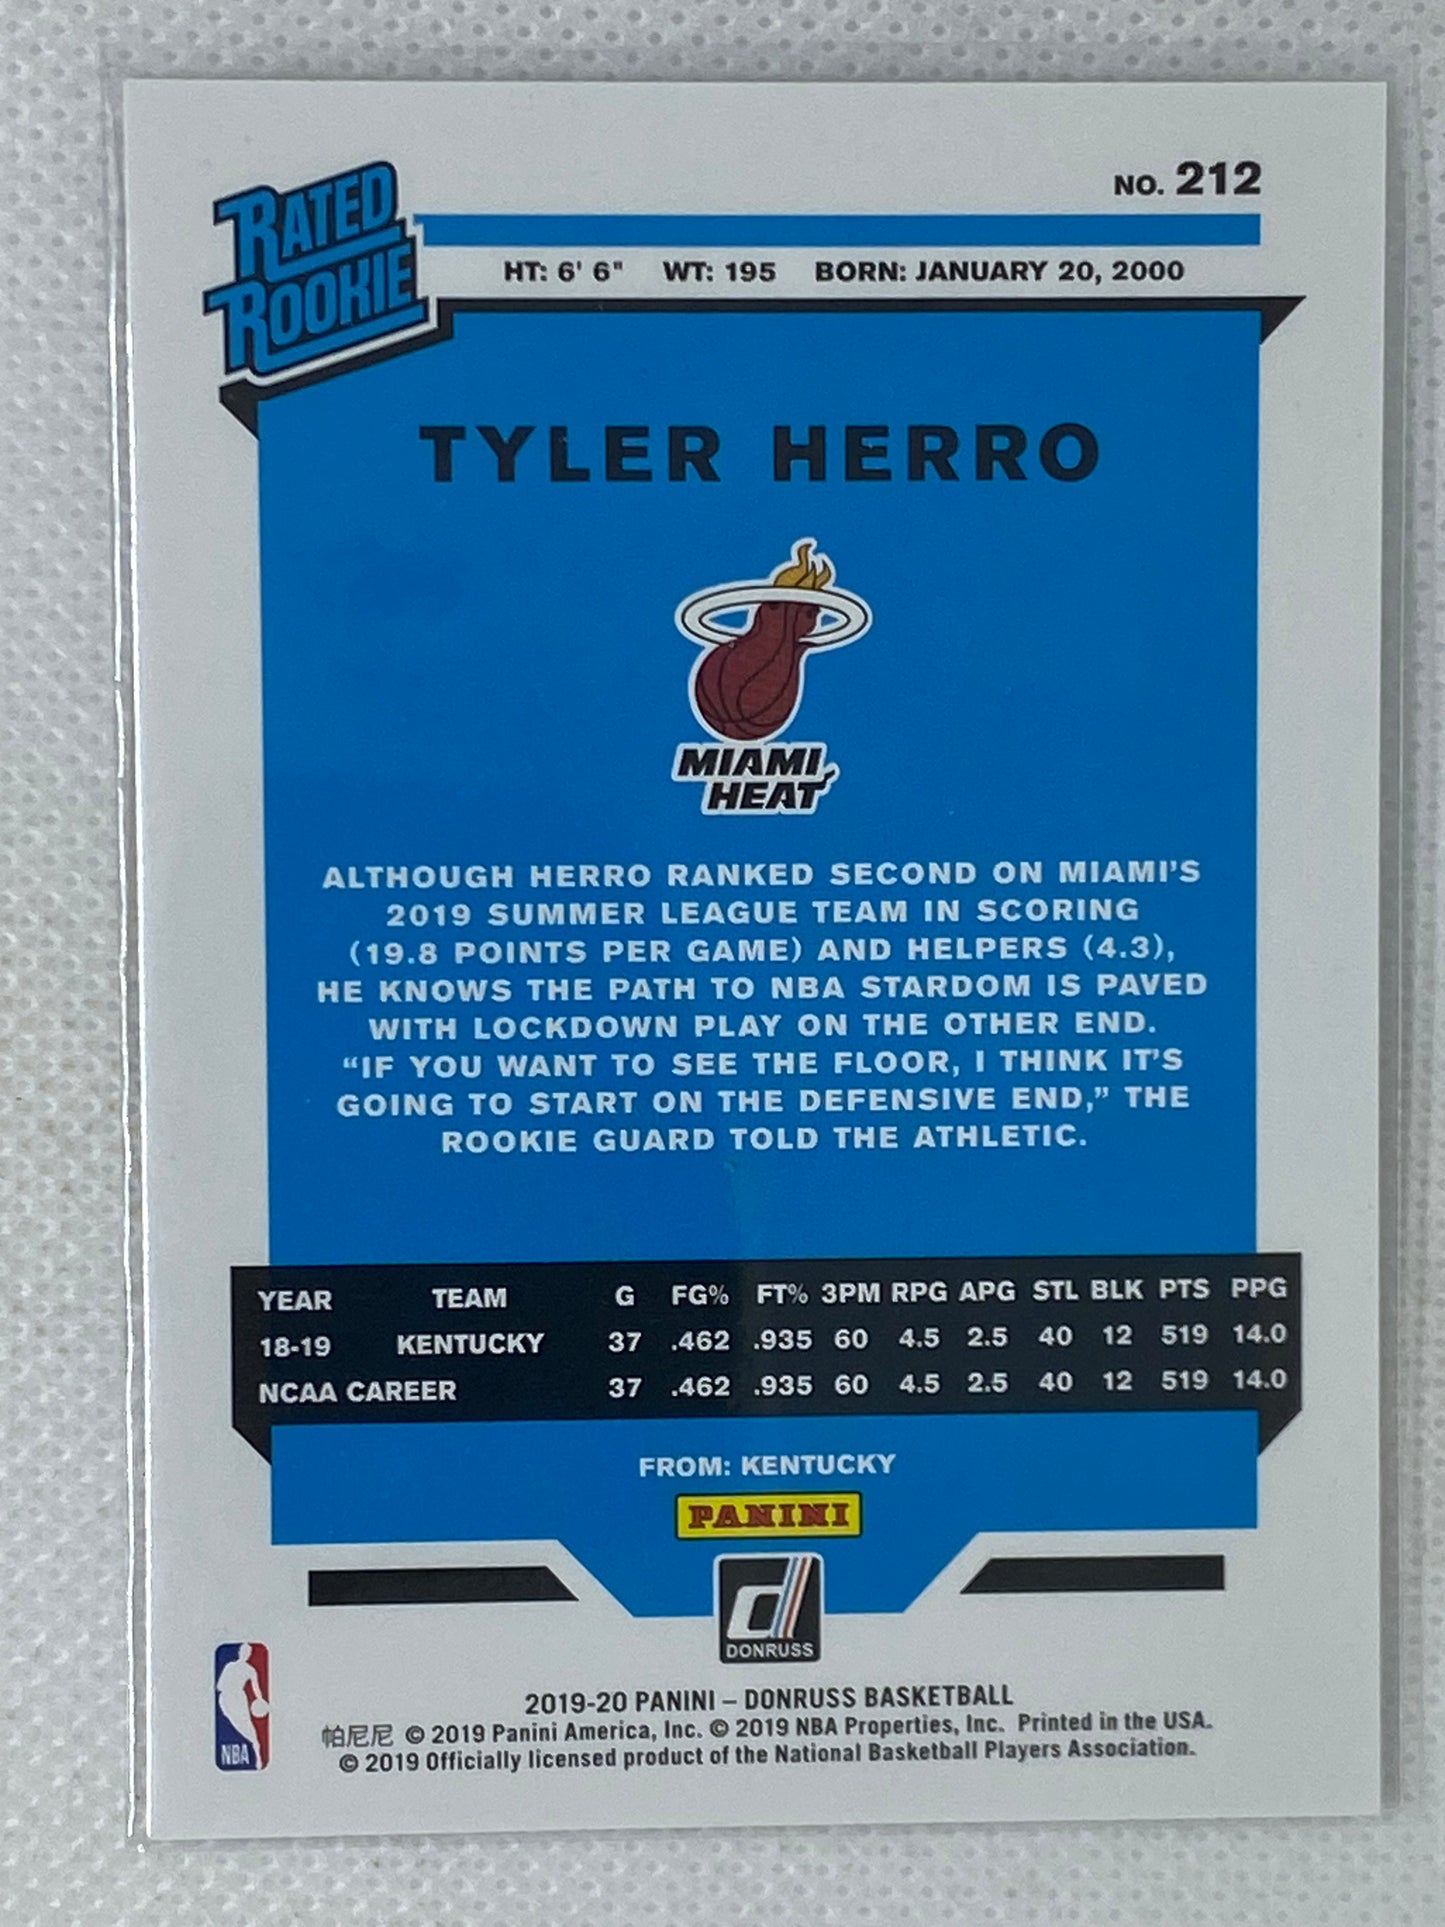 RATED
ROOKIE
NO. 212
HT: 6' 6" WT: 195 BORN: JANUARY 20, 2000
TYLER HERRO
MIAMI
HEAT
ALTHOUGH HERRO RANKED SECOND ON MIAMI'S
2019 SUMMER LEAGUE TEAM IN SCORING
(19.8 POINTS PER GAME) AND HELPERS (4.3),
HE KNOWS THE PATH TO NBA STARDOM IS PAVED
WITH LOCKDOWN PLAY ON THE OTHER END.
“IF YOU WANT TO SEE THE FLOOR, I THINK IT'S
GOING TO START ON THE DEFENSIVE END,” THE
ROOKIE GUARD TOLD THE ATHLETIC.
YEAR TEAM G FG% FT% 3PM RPG APG STL BLK PTS PPG
18-19 KENTUCKY 37 .462 .935 60 4.5 2.5 40 12 519 14.0
NCAA CAREER 37 .462 .935 60 4.5 2.5 40 12 519 14.0
FROM: KENTUCKY
PANINI
d
DONRUSS
NBA
2019-20 PANINI – DONRUSS BASKETBALL
帕尼尼 © 2019 Panini America, Inc. © 2019 NBA Properties, Inc. Printed in the USA.
© 2019 Officially licensed product of the National Basketball Players Association.